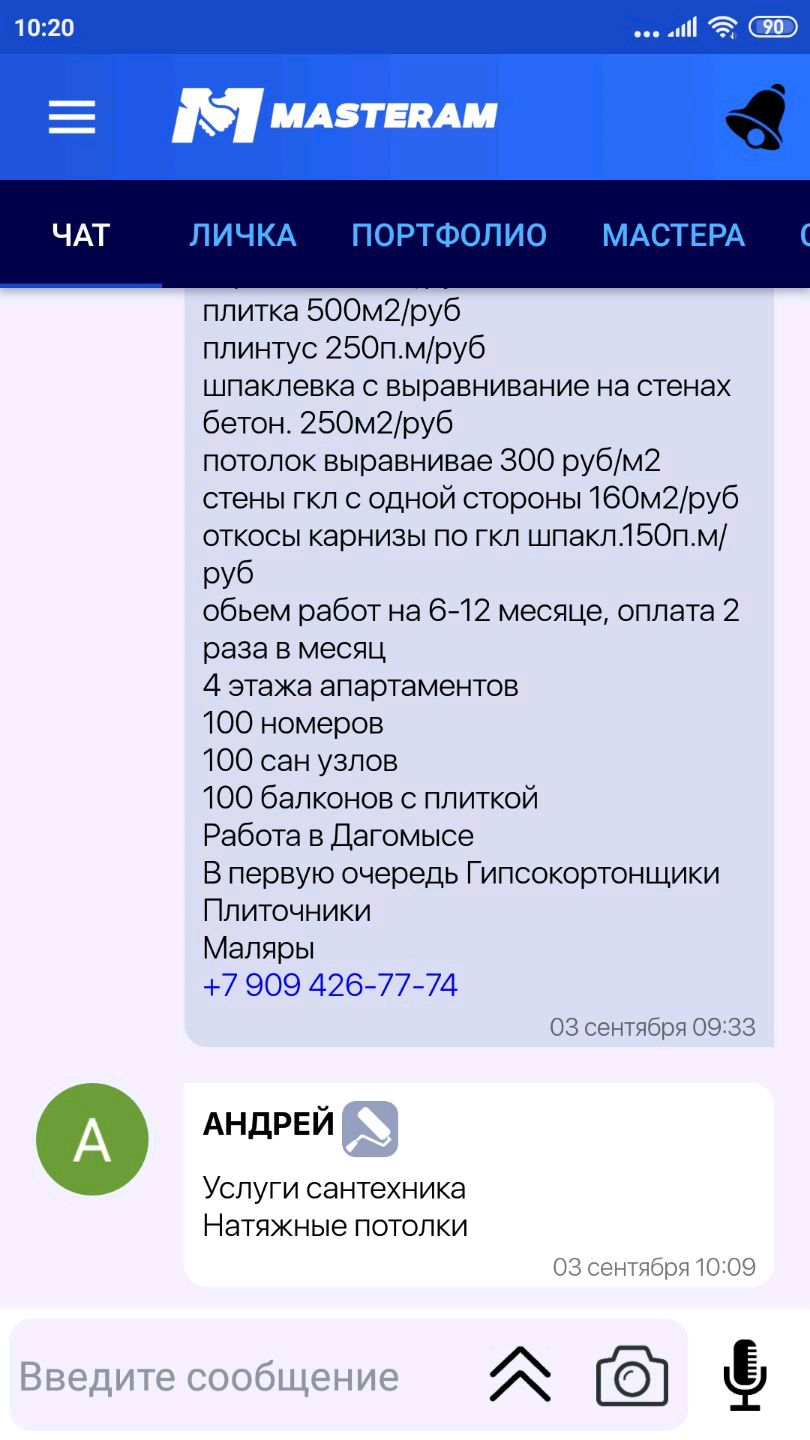 10:20
90
MASTERAM
ЧАТ ЛИЧКА ПОРТФОЛИО МАСТЕРА
плитка 500м2/руб
плинтус 250п.м/руб
шпаклевка с выравнивание на стенах
бетон. 250м2/руб
потолок выравнивае 300 руб/м2
стены гкл с одной стороны 160м2/руб
откосы карнизы по гкл шпакл.150п.м/
руб
обьем работ на 6-12 месяце, оплата 2
раза в месяц
4 этажа апартаментов
100 номеров
100 сан узлов
100 балконов с плиткой
Работа в Дагомысе
В первую очередь Гипсокортонщики
Плиточники
Маляры
+7 909 426-77-74
03 сентября 09:33
А
АНДРЕЙ
Услуги сантехника
Натяжные потолки
03 сентября 10:09
Введите сообщение